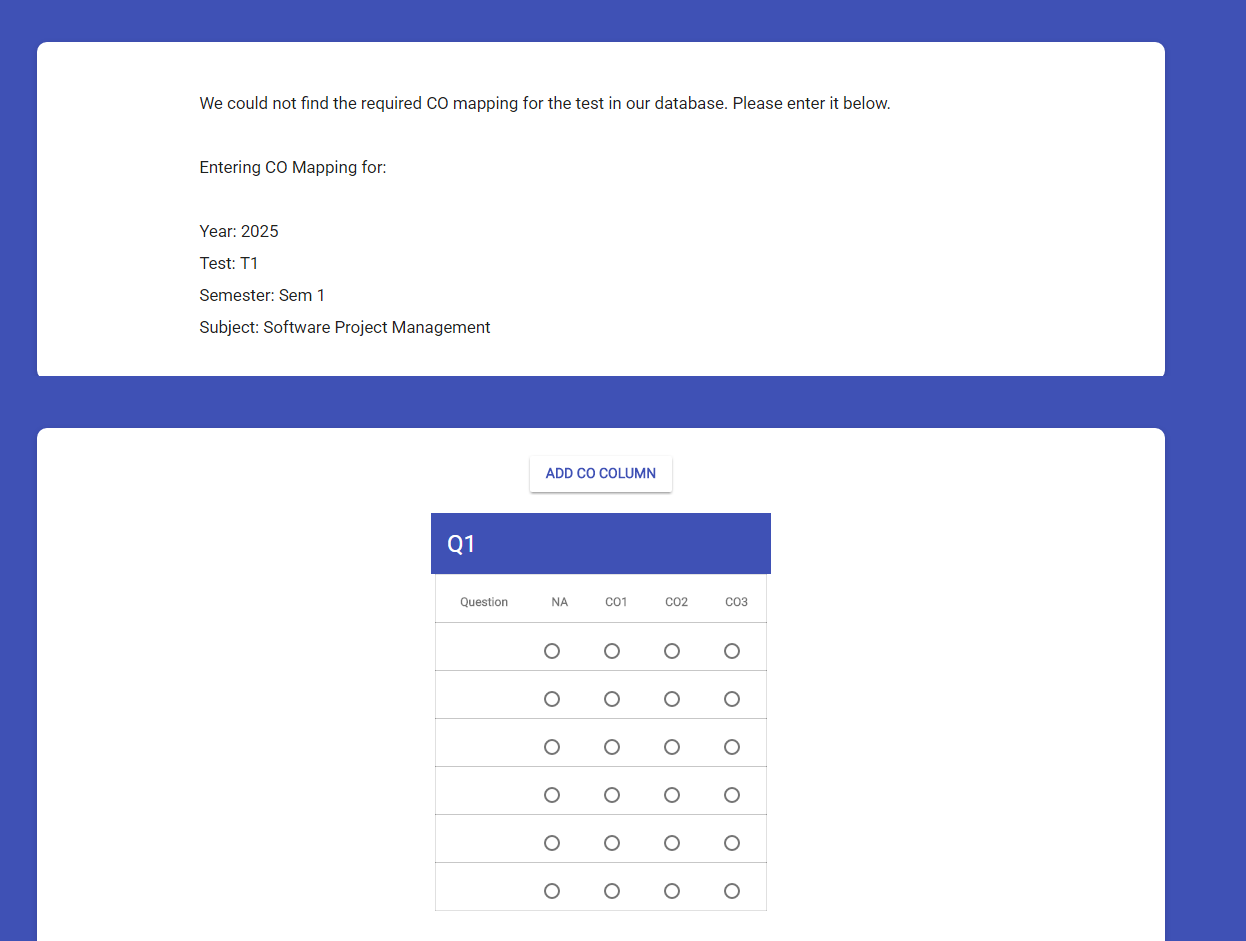 We could not find the required CO mapping for the test in our database. Please enter it below.
Entering CO Mapping for:
Year: 2025
Test: T1
Semester: Sem 1
Subject: Software Project Management
ADD CO COLUMN
Q1
Question NA CO1 CO2 CO3